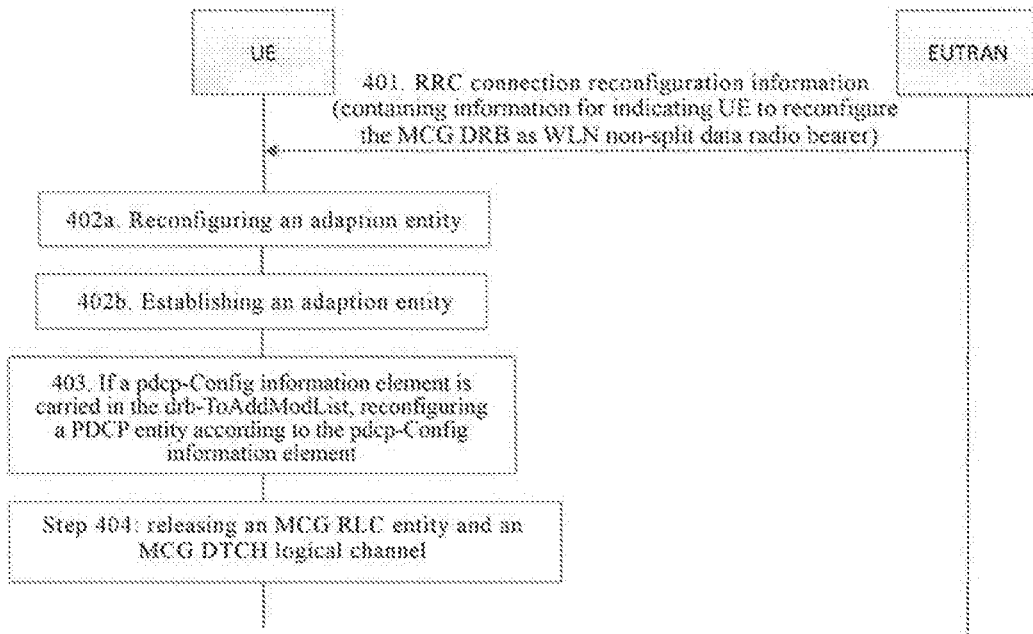 UE
EUTRAN
401. RRC connection reconfiguration information
(containing information for indicating UE to reconfigure
the MCG DRB as WLN non-split data radio bearer)
402a. Reconfiguring an adaption entity
402b. Establishing an adaption entity
403. If a pdcp-Config information element is
carried in the drb-ToAddModList, reconfiguring
a PDCP entity according to the pdcp-Config
information element
Step 404: releasing an MCG RLC entity and an
MCG DTCH logical channel